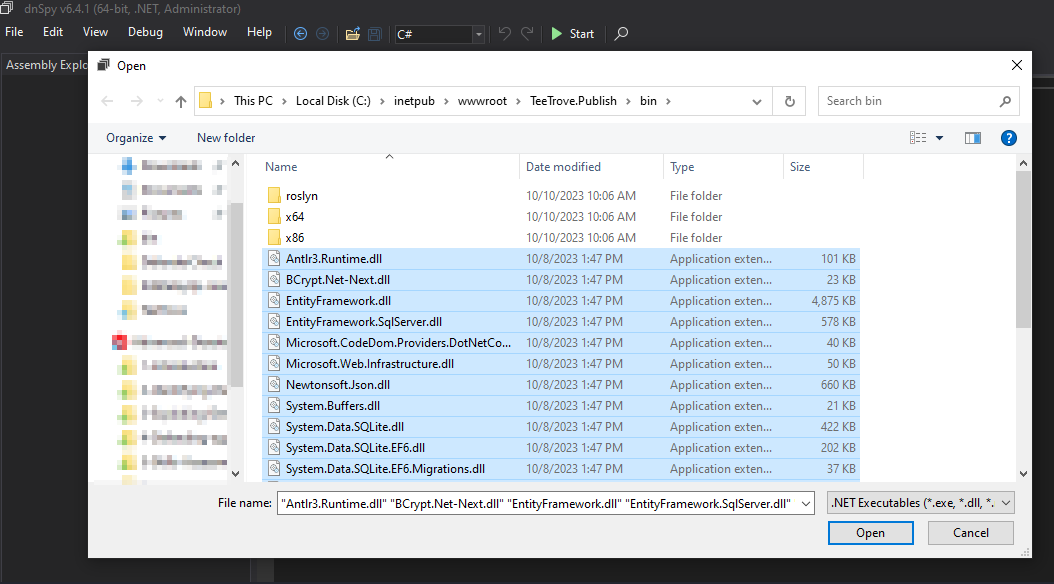 dnSpy v6.4.1 (64-bit, .NET, Administrator)
File Edit View Debug Window Help C# Start
Assembly Explo
Open
This PC Local Disk (C:) inetpub wwwroot TeeTrove.Publish bin Search bin
Organize New folder
Name Date modified Type Size
roslyn 10/10/2023 10:06 AM File folder
x64 10/10/2023 10:06 AM File folder
x86 10/10/2023 10:06 AM File folder
Antlr3.Runtime.dll 10/8/2023 1:47 PM Application exten... 101 KB
BCrypt.Net-Next.dll 10/8/2023 1:47 PM Application exten... 23 KB
EntityFramework.dll 10/8/2023 1:47 PM Application exten... 4,875 KB
EntityFramework.SqlServer.dll 10/8/2023 1:47 PM Application exten... 578 KB
Microsoft.CodeDom.Providers.DotNetCo... 10/8/2023 1:47 PM Application exten... 40 KB
Microsoft.Web.Infrastructure.dll 10/8/2023 1:47 PM Application exten... 50 KB
Newtonsoft.Json.dll 10/8/2023 1:47 PM Application exten... 660 KB
System.Buffers.dll 10/8/2023 1:47 PM Application exten... 21 KB
System.Data.SQLite.dll 10/8/2023 1:47 PM Application exten... 422 KB
System.Data.SQLite.EF6.dll 10/8/2023 1:47 PM Application exten... 202 KB
System.Data.SQLite.EF6.Migrations.dll 10/8/2023 1:47 PM Application exten... 37 KB
File name: "Antlr3.Runtime.dll" "BCrypt.Net-Next.dll" "EntityFramework.dll" "EntityFramework.SqlServer.dll" .NET Executables (*.exe, *.dll, *.
Open Cancel